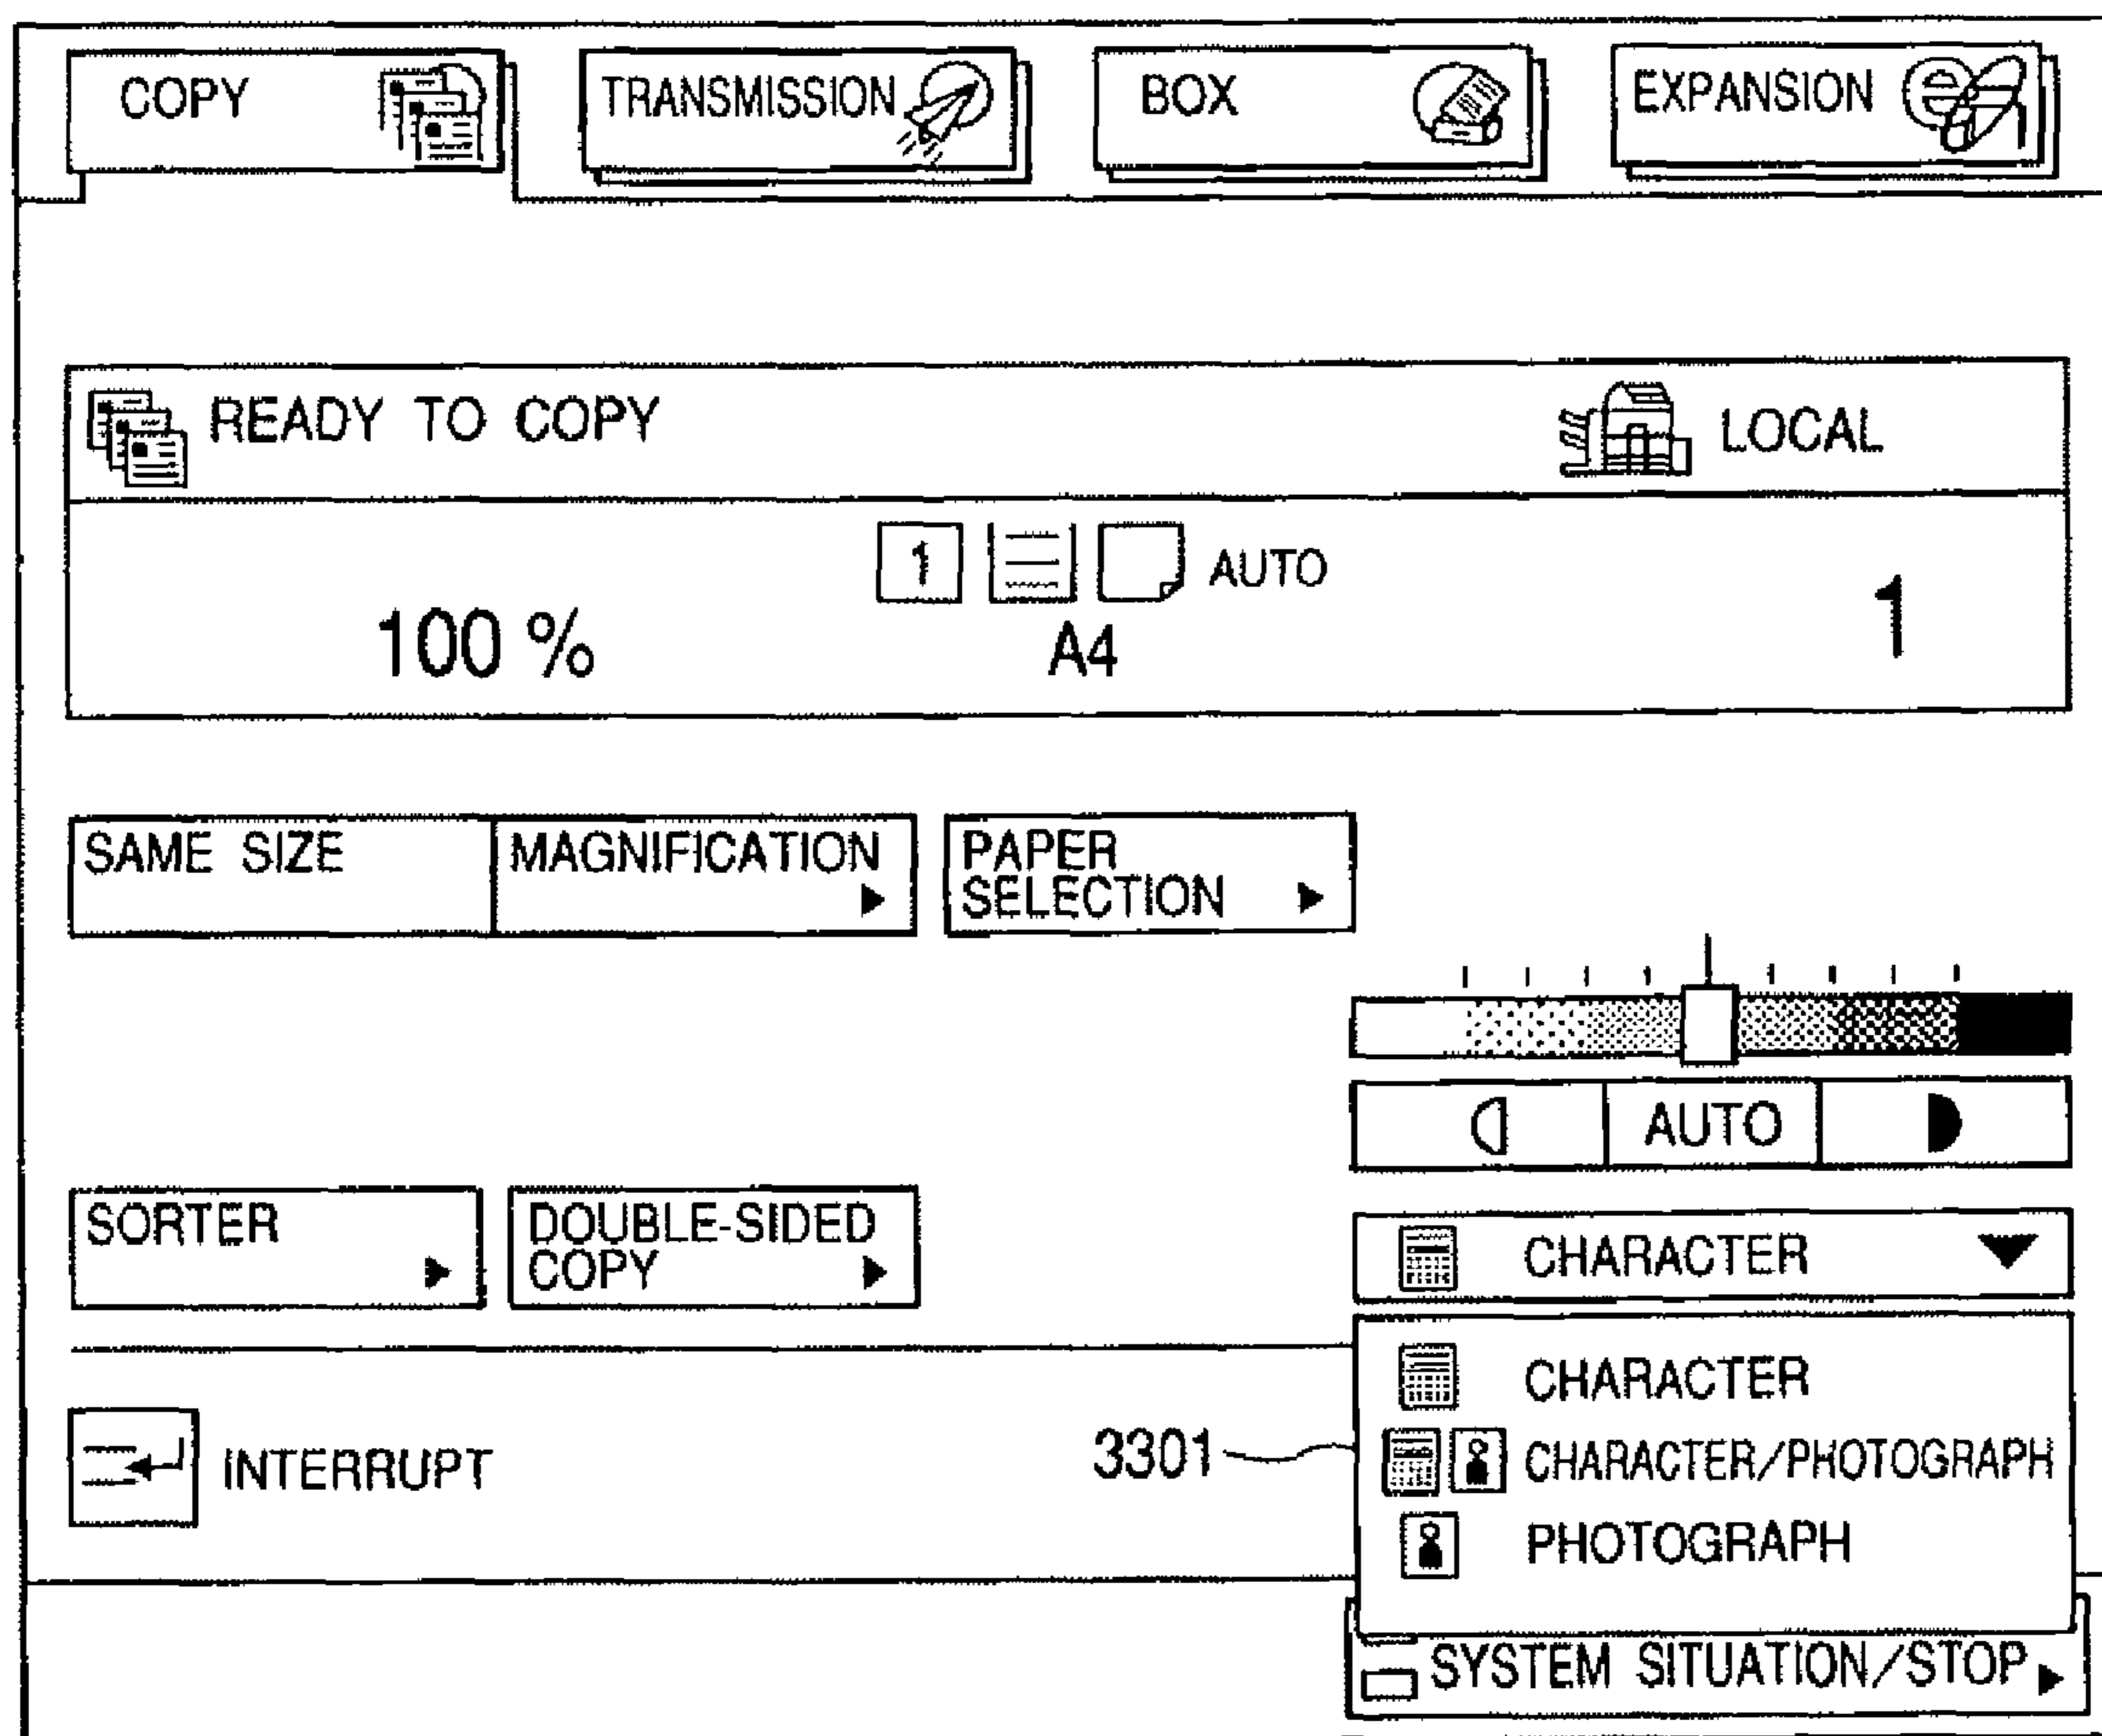 COPY
TRANSMISSION
BOX
EXPANSION
READY TO COPY
LOCAL
1
AUTO
100 %
A4
1
SAME SIZE
MAGNIFICATION
PAPER
SELECTION
AUTO
SORTER
DOUBLE-SIDED
COPY
CHARACTER
CHARACTER
3301
CHARACTER/PHOTOGRAPH
INTERRUPT
PHOTOGRAPH
SYSTEM SITUATION/STOP